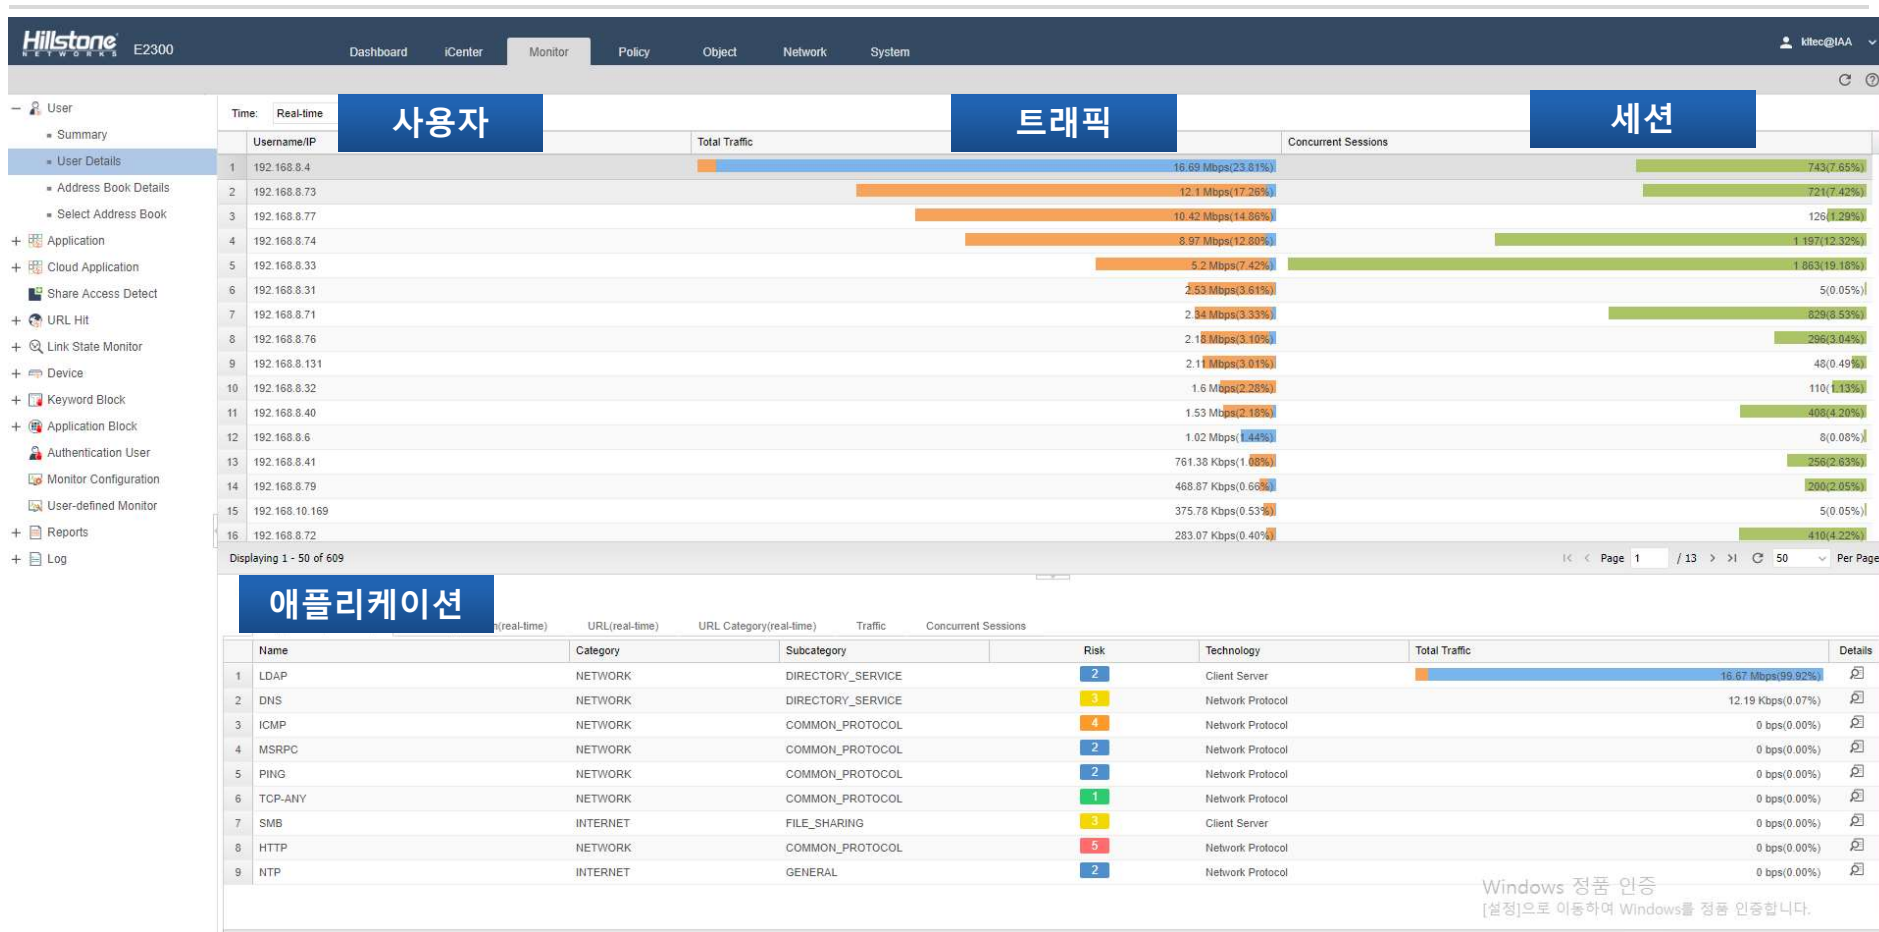 Hillstone
NETWORKS
E2300
Dashboard
iCenter
Monitor
Policy
Object
Network
System
kltec@IAA
User
Summary
User Details
Address Book Details
Select Address Book
Application
Cloud Application
Share Access Detect
URL Hit
Link State Monitor
Device
Keyword Block
Application Block
Authentication User
Monitor Configuration
User-defined Monitor
Reports
Log
Time: Real-time
사용자
트래픽
세션
Username/IP Total Traffic Concurrent Sessions
1 192.168.8.4 16.69 Mbps(23.81%) 743(7.65%)
2 192.168.8.73 12.1 Mbps(17.26%) 721(7.42%)
3 192.168.8.77 10.42 Mbps(14.86%) 126(1.29%)
4 192.168.8.74 8.97 Mbps(12.80%) 1 197(12.32%)
5 192.168.8.33 5.2 Mbps(7.42%) 1 863(19.18%)
6 192.168.8.31 2.53 Mbps(3.61%) 5(0.05%)
7 192.168.8.71 2.34 Mbps(3.33%) 829(8.53%)
8 192.168.8.76 2.18 Mbps(3.10%) 296(3.04%)
9 192.168.8.131 2.11 Mbps(3.01%) 48(0.49%)
10 192.168.8.32 1.6 Mbps(2.28%) 110(1.13%)
11 192.168.8.40 1.53 Mbps(2.18%) 408(4.20%)
12 192.168.8.6 1.02 Mbps(1.44%) 8(0.08%)
13 192.168.8.41 761.38 Kbps(1.08%) 256(2.63%)
14 192.168.8.79 468.87 Kbps(0.66%) 200(2.05%)
15 192.168.10.169 375.78 Kbps(0.53%) 5(0.05%)
16 192.168.8.72 283.07 Kbps(0.40%) 410(4.22%)
Displaying 1 - 50 of 609
Page 1 / 13 50 Per Page
애플리케이션
n(real-time) URL(real-time) URL Category(real-time) Traffic Concurrent Sessions
Name Category Subcategory Risk Technology Total Traffic Details
1 LDAP NETWORK DIRECTORY_SERVICE 2 Client Server 16.67 Mbps(99.92%)
2 DNS NETWORK DIRECTORY_SERVICE 3 Network Protocol 12.19 Kbps(0.07%)
3 ICMP NETWORK COMMON_PROTOCOL 4 Network Protocol 0 bps(0.00%)
4 MSRPC NETWORK COMMON_PROTOCOL 2 Network Protocol 0 bps(0.00%)
5 PING NETWORK COMMON_PROTOCOL 2 Network Protocol 0 bps(0.00%)
6 TCP-ANY NETWORK COMMON_PROTOCOL 1 Network Protocol 0 bps(0.00%)
7 SMB INTERNET FILE_SHARING 3 Client Server 0 bps(0.00%)
8 HTTP NETWORK COMMON_PROTOCOL 5 Network Protocol 0 bps(0.00%)
9 NTP INTERNET GENERAL 2 Network Protocol 0 bps(0.00%)
Windows 정품 인증
[설정]으로 이동하여 Windows를 정품 인증합니다.